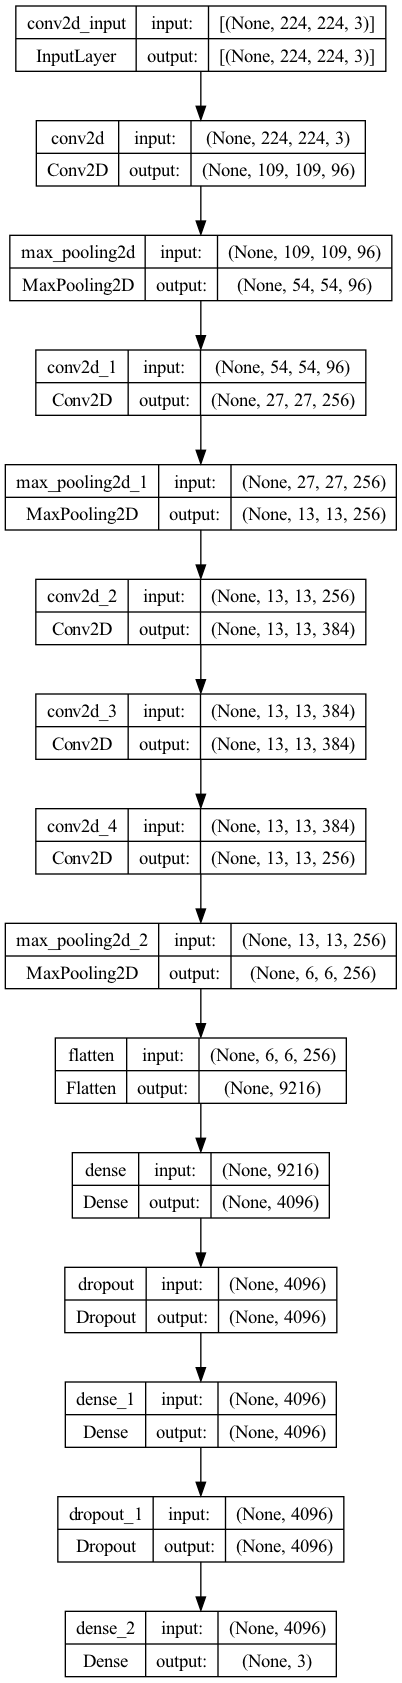 conv2d_input input: [(None, 224, 224, 3)]
InputLayer output: [(None, 224, 224, 3)]
conv2d input: (None, 224, 224, 3)
Conv2D output: (None, 109, 109, 96)
max_pooling2d input: (None, 109, 109, 96)
MaxPooling2D output: (None, 54, 54, 96)
conv2d_1 input: (None, 54, 54, 96)
Conv2D output: (None, 27, 27, 256)
max_pooling2d_1 input: (None, 27, 27, 256)
MaxPooling2D output: (None, 13, 13, 256)
conv2d_2 input: (None, 13, 13, 256)
Conv2D output: (None, 13, 13, 384)
conv2d_3 input: (None, 13, 13, 384)
Conv2D output: (None, 13, 13, 384)
conv2d_4 input: (None, 13, 13, 384)
Conv2D output: (None, 13, 13, 256)
max_pooling2d_2 input: (None, 13, 13, 256)
MaxPooling2D output: (None, 6, 6, 256)
flatten input: (None, 6, 6, 256)
Flatten output: (None, 9216)
dense input: (None, 9216)
Dense output: (None, 4096)
dropout input: (None, 4096)
Dropout output: (None, 4096)
dense_1 input: (None, 4096)
Dense output: (None, 4096)
dropout_1 input: (None, 4096)
Dropout output: (None, 4096)
dense_2 input: (None, 4096)
Dense output: (None, 3)